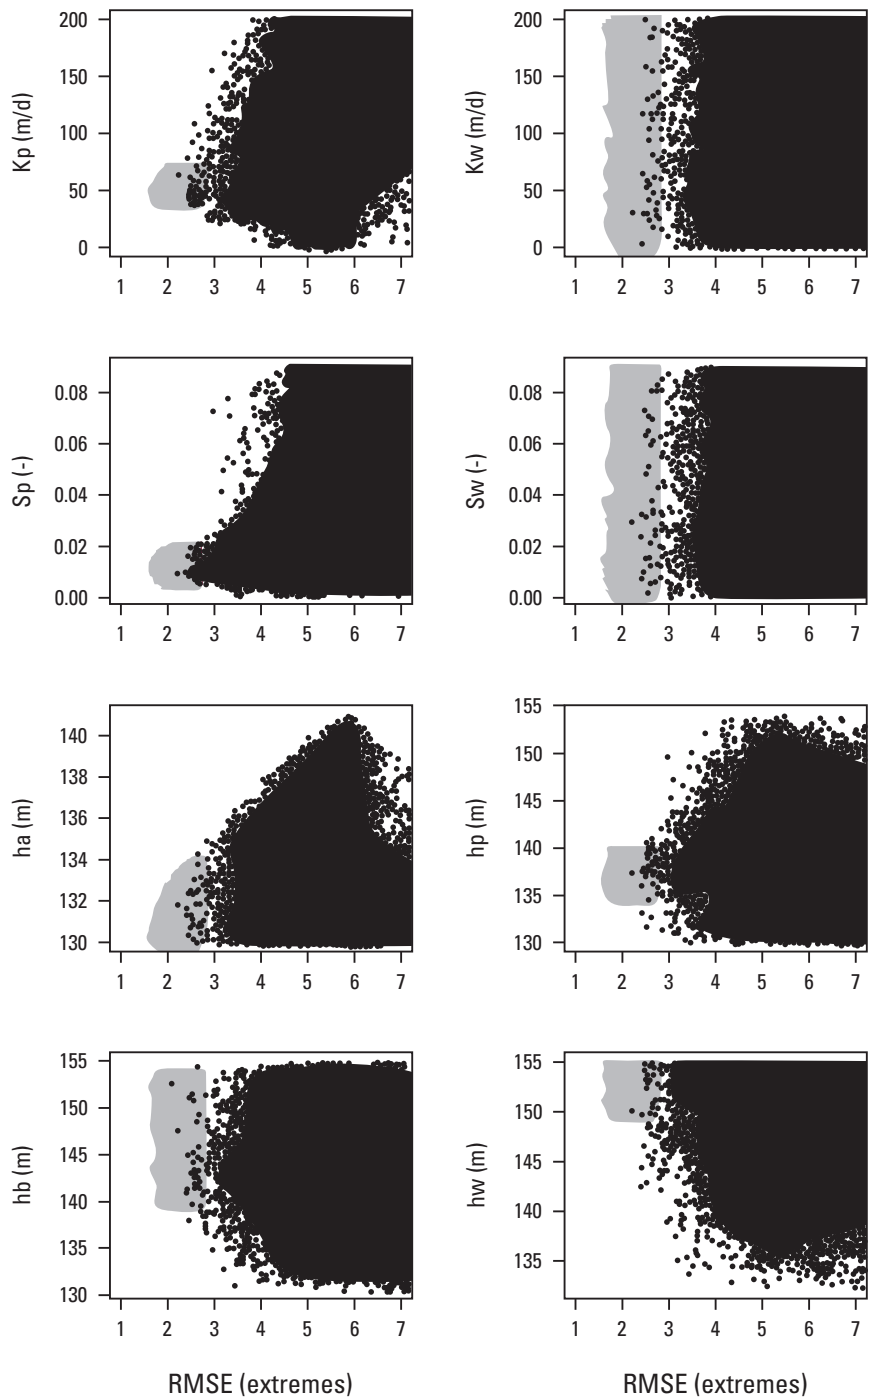 200
150
100
50
0
Kp (m/d)
1 2 3 4 5 6 7
200
150
100
50
0
Kw (m/d)
1 2 3 4 5 6 7
0.08
0.06
0.04
0.02
0.00
Sp (-)
1 2 3 4 5 6 7
0.08
0.06
0.04
0.02
0.00
Sw (-)
1 2 3 4 5 6 7
140
138
136
134
132
130
ha (m)
1 2 3 4 5 6 7
155
150
145
140
135
130
hp (m)
1 2 3 4 5 6 7
155
150
145
140
135
130
hb (m)
1 2 3 4 5 6 7
RMSE (extremes)
155
150
145
140
135
hw (m)
1 2 3 4 5 6 7
RMSE (extremes)